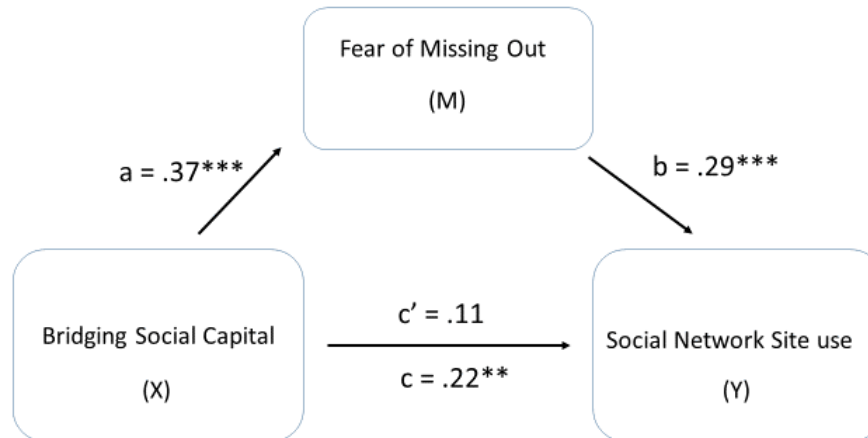 Fear of Missing Out
(M)
a = .37***
b = .29***
Bridging Social Capital
(X)
c’ = .11
c = .22**
Social Network Site use
(Y)